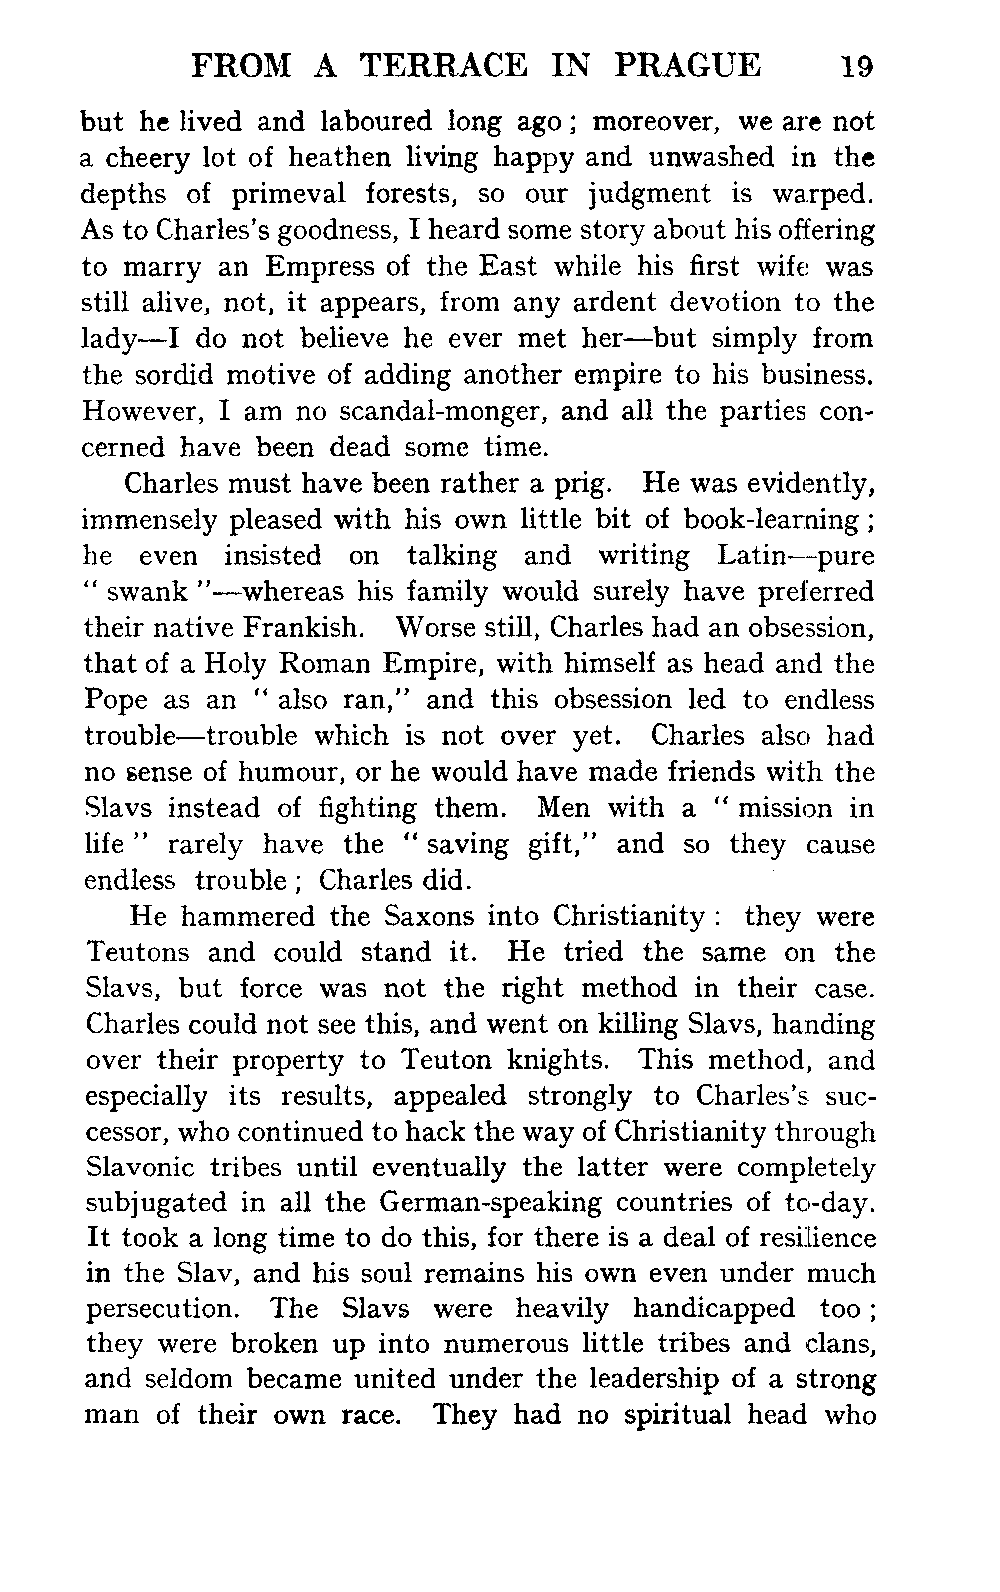 FROM A TERRACE IN PRAGUE 19
but he lived and laboured long ago ; moreover, we are not
a cheery lot of heathen living happy and unwashed in the
depths of primeval forests, so our judgment is warped.
As to Charles's goodness, I heard some story about his offering
to marry an Empress of the East while his first wife was
still alive, not, it appears, from any ardent devotion to the
lady—I do not believe he ever met her—but simply from
the sordid motive of adding another empire to his business.
However, I am no scandal-monger, and all the parties con-
cerned have been dead some time.
Charles must have been rather a prig. He was evidently,
immensely pleased with his own little bit of book-learning ;
he even insisted on talking and writing Latin—pure
" swank "—whereas his family would surely have preferred
their native Frankish. Worse still, Charles had an obsession,
that of a Holy Roman Empire, with himself as head and the
Pope as an " also ran," and this obsession led to endless
trouble—trouble which is not over yet. Charles also had
no sense of humour, or he would have made friends with the
Slavs instead of fighting them. Men with a " mission in
life " rarely have the " saving gift," and so they cause
endless trouble ; Charles did.
He hammered the Saxons into Christianity : they were
Teutons and could stand it. He tried the same on the
Slavs, but force was not the right method in their case.
Charles could not see this, and went on killing Slavs, handing
over their property to Teuton knights. This method, and
especially its results, appealed strongly to Charles's suc-
cessor, who continued to hack the way of Christianity through
Slavonic tribes until eventually the latter were completely
subjugated in all the German-speaking countries of to-day.
It took a long time to do this, for there is a deal of resilience
in the Slav, and his soul remains his own even under much
persecution. The Slavs were heavily handicapped too ;
they were broken up into numerous little tribes and clans,
and seldom became united under the leadership of a strong
man of their own race. They had no spiritual head who